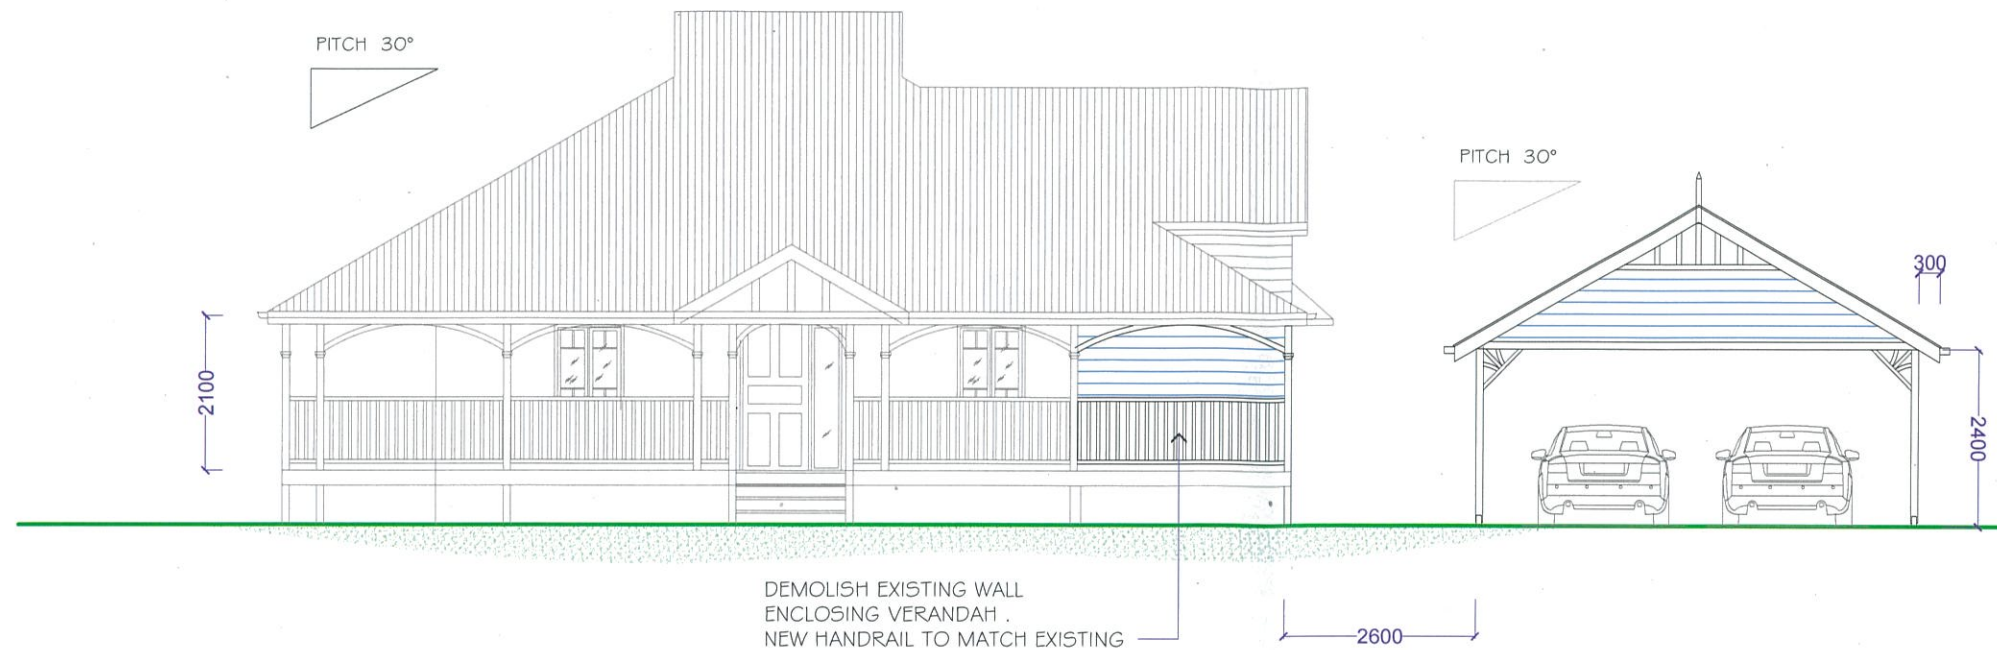 PITCH 30°
PITCH 30°
300
2100
2400
DEMOLISH EXISTING WALL
ENCLOSING VERANDAH .
NEW HANDRAIL TO MATCH EXISTING
2600